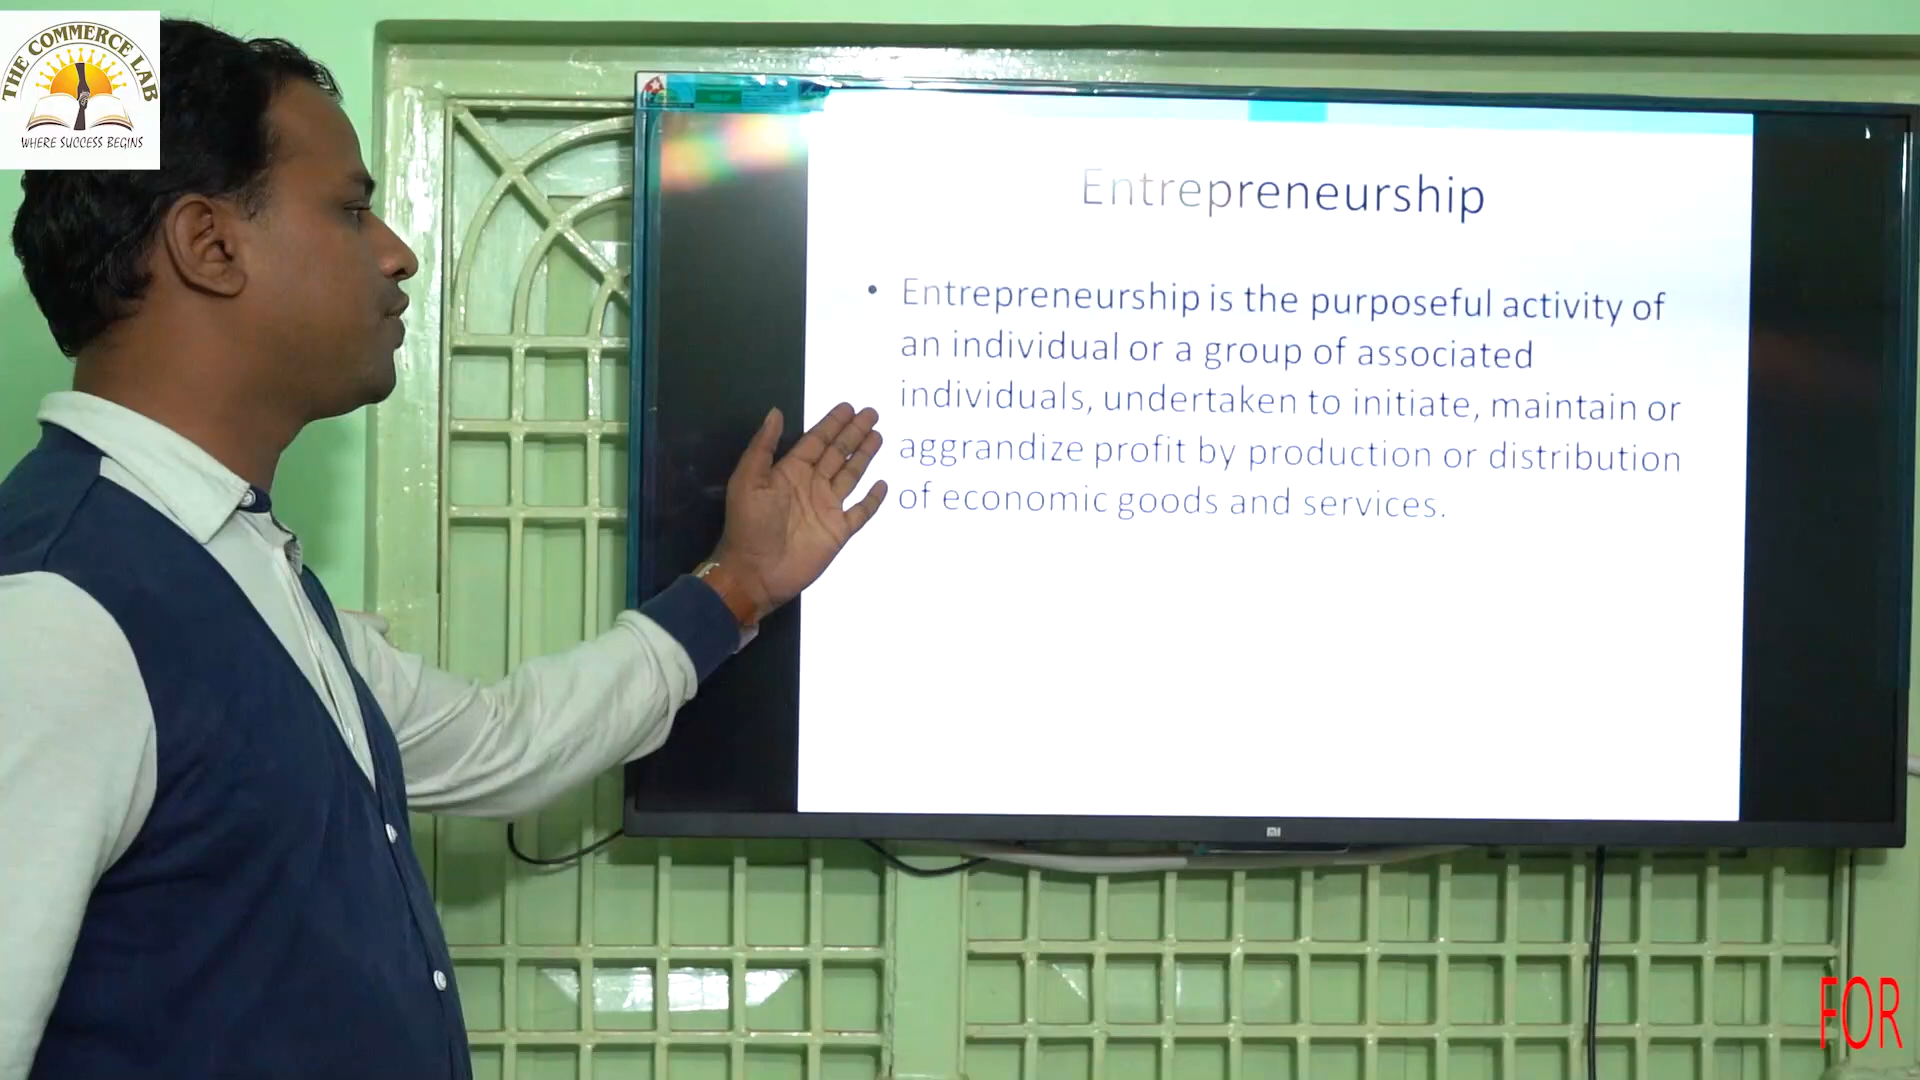 THE COMMERCE LAB
WHERE SUCCESS BEGINS
Entrepreneurship
• Entrepreneurship is the purposeful activity of
an individual or a group of associated
individuals, undertaken to initiate, maintain or
aggrandize profit by production or distribution
of economic goods and services.
mi
FOR